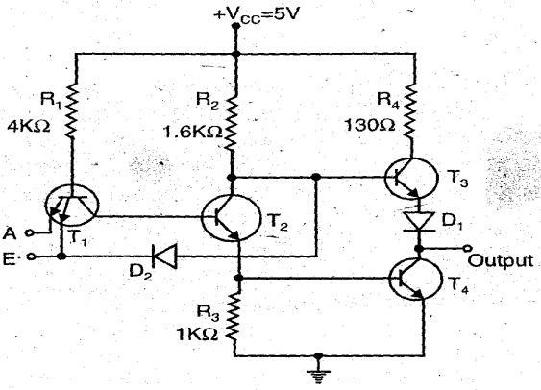 +VCC=5V
R1
4KΩ
R2
1.6KΩ
R4
130Ω
T3
D1
A
T1
T2
E
D2
Output
T4
R3
1KΩ